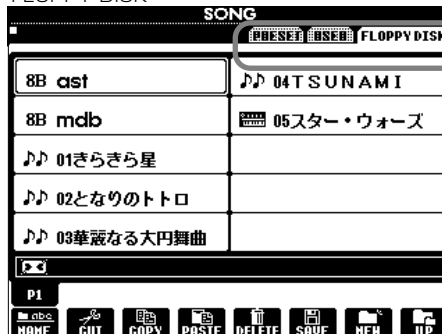 FLOPPY DISK
SONG
PRESET USER FLOPPY DISK
ast
mdb
01きらきら星
02となりのトトロ
03華麗なる大円舞曲
04TSUNAMI
05スター・ウォーズ
P1
abc
NAME CUT COPY PASTE DELETE SAVE NEW UP